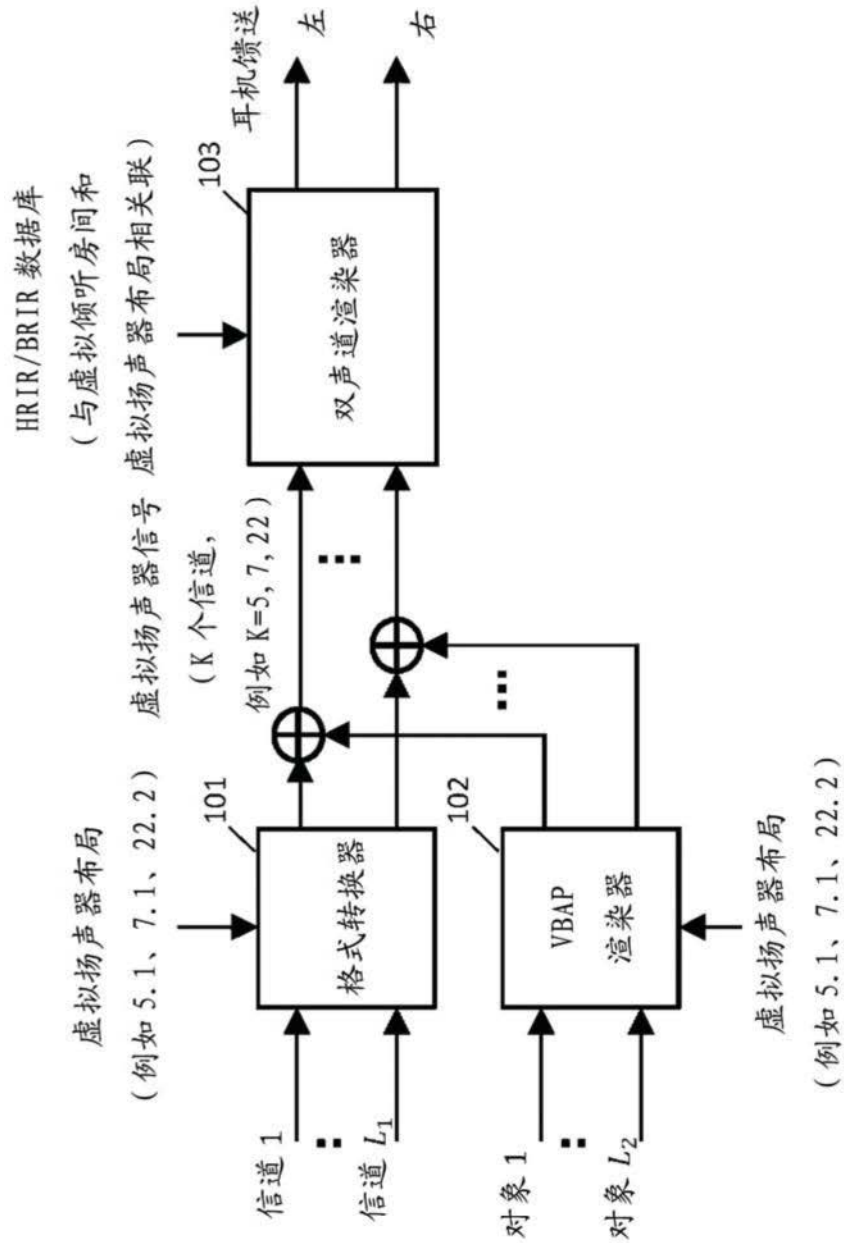 HRIR/BRIR 数据库
(与虚拟倾听房间和
虚拟扬声器布局相关联)
虚拟扬声器信号
(K 个信道,
例如 K=5, 7, 22)
虚拟扬声器布局
(例如 5.1、7.1、22.2)
信道 1
信道 L₁
101
格式转换器
对象 1
对象 L₂
102
VBAP
渲染器
虚拟扬声器布局
(例如 5.1、7.1、22.2)
103
双声道渲染器
耳机馈送
左
右